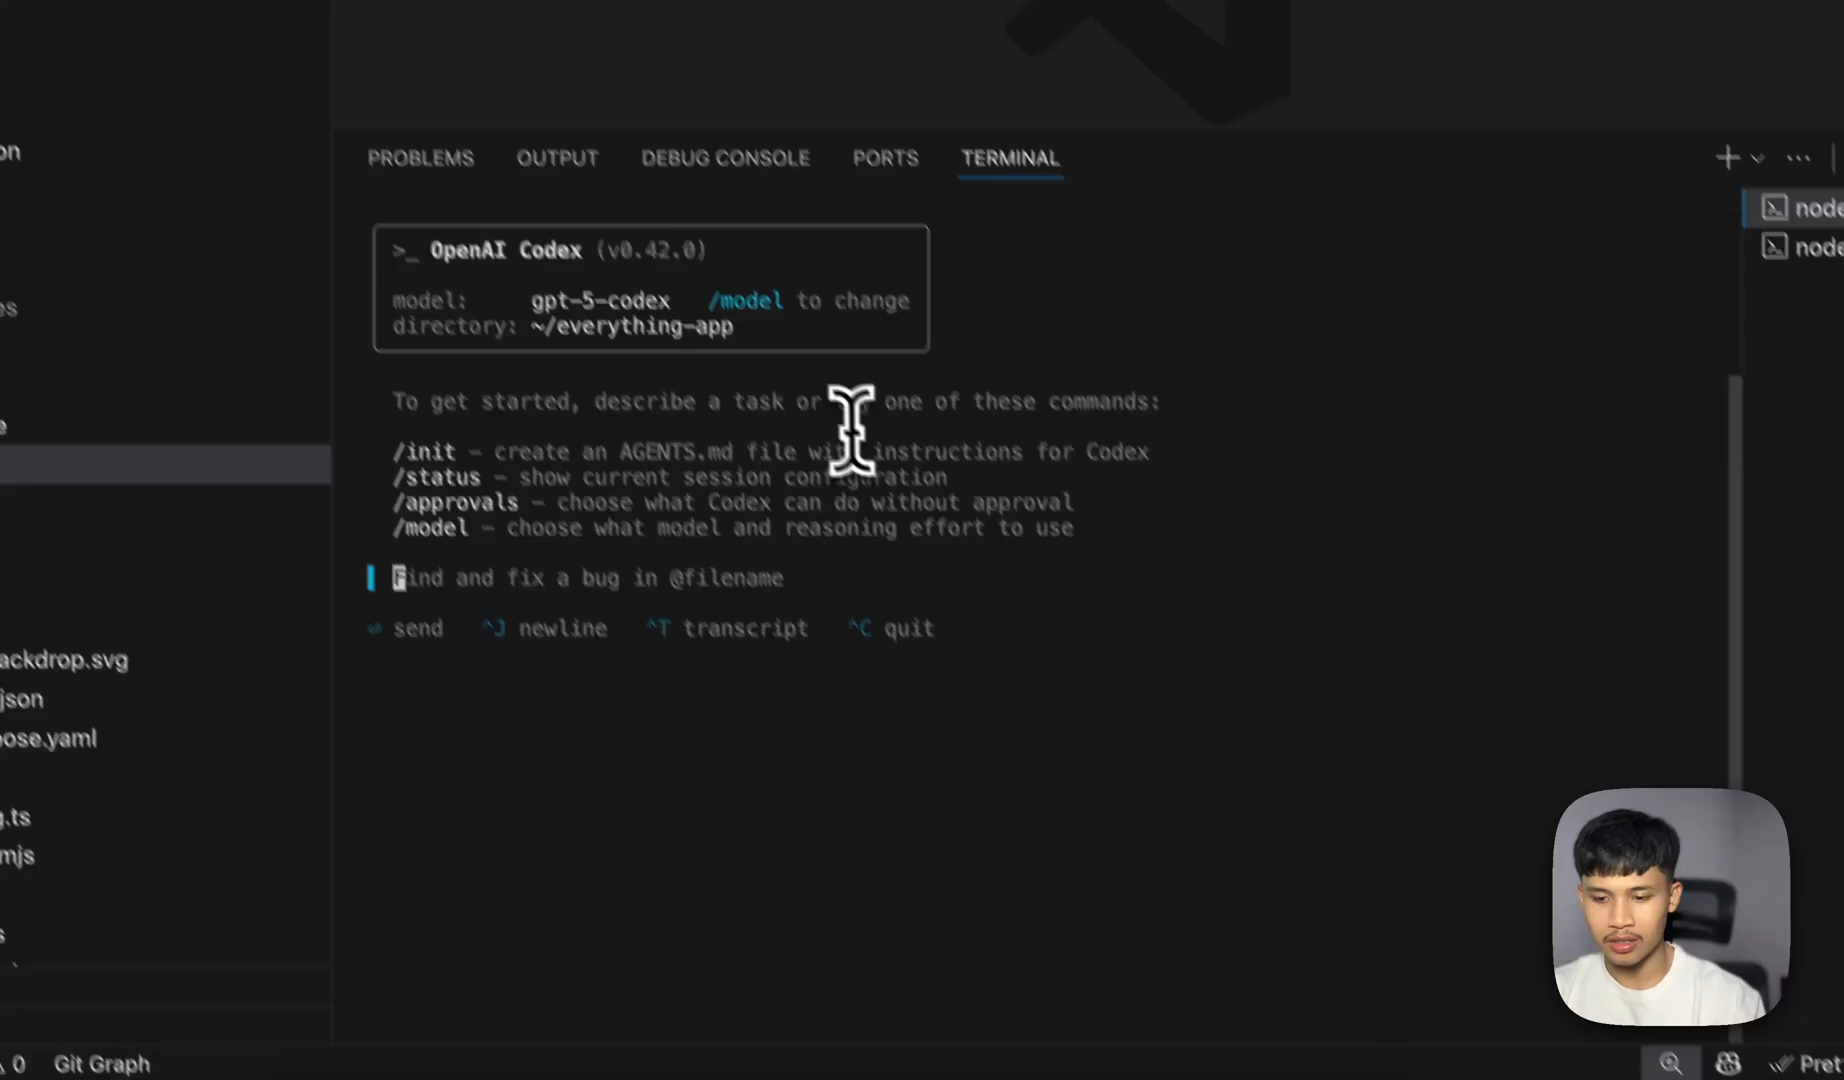 on
es
e
ackdrop.svg
json
oose.yaml
g.ts
mjs
s
PROBLEMS OUTPUT DEBUG CONSOLE PORTS TERMINAL
node
node
>_ OpenAI Codex (v0.42.0)
model: gpt-5-codex /model to change
directory: ~/everything-app
To get started, describe a task or one of these commands:
/init - create an AGENTS.md file with instructions for Codex
/status - show current session configuration
/approvals - choose what Codex can do without approval
/model - choose what model and reasoning effort to use
Find and fix a bug in @filename
⏎ send ^J newline ^T transcript ^C quit
0 Git Graph
Pret